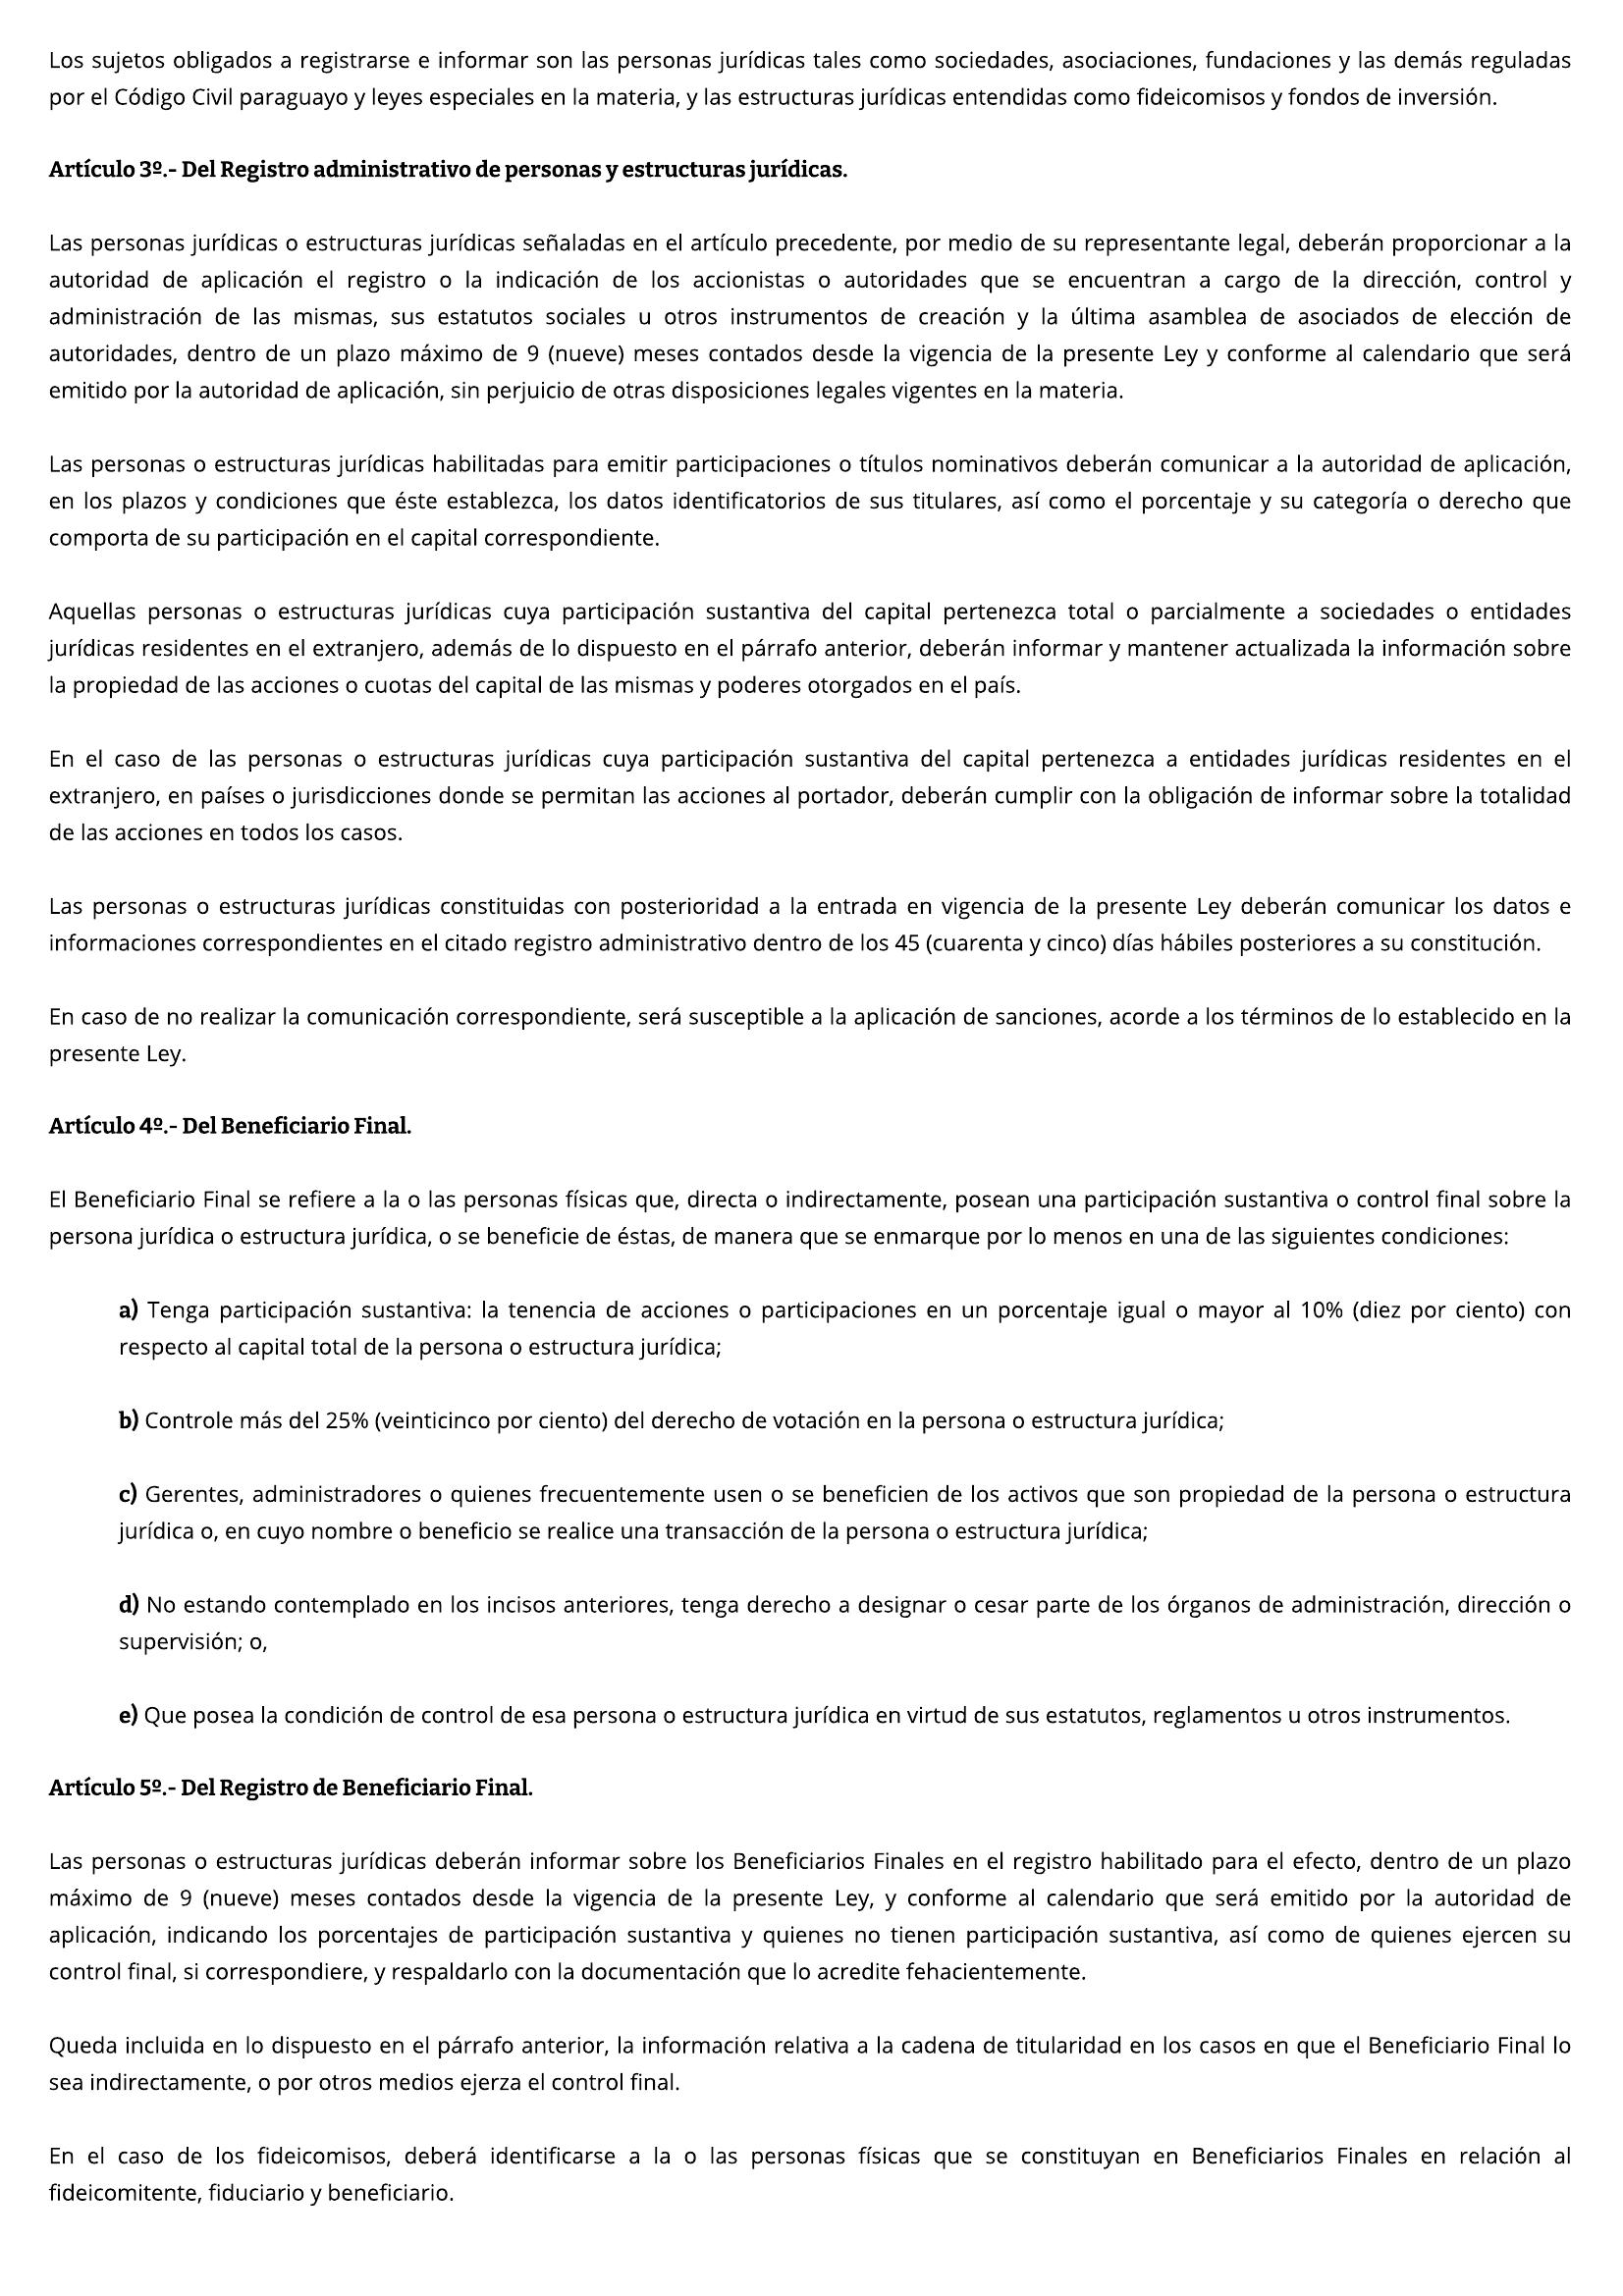 Los sujetos obligados a registrarse e informar son las personas jurídicas tales como sociedades, asociaciones, fundaciones y las demás reguladas
por el Código Civil paraguayo y leyes especiales en la materia, y las estructuras jurídicas entendidas como fideicomisos y fondos de inversión.
Artículo 3º.- Del Registro administrativo de personas y estructuras jurídicas.
Las personas jurídicas o estructuras jurídicas señaladas en el artículo precedente, por medio de su representante legal, deberán proporcionar a la
autoridad de aplicación el registro o la indicación de los accionistas o autoridades que se encuentran a cargo de la dirección, control y
administración de las mismas, sus estatutos sociales u otros instrumentos de creación y la última asamblea de asociados de elección de
autoridades, dentro de un plazo máximo de 9 (nueve) meses contados desde la vigencia de la presente Ley y conforme al calendario que será
emitido por la autoridad de aplicación, sin perjuicio de otras disposiciones legales vigentes en la materia.
Las personas o estructuras jurídicas habilitadas para emitir participaciones o títulos nominativos deberán comunicar a la autoridad de aplicación,
en los plazos y condiciones que éste establezca, los datos identificatorios de sus titulares, así como el porcentaje y su categoría o derecho que
comporta de su participación en el capital correspondiente.
Aquellas personas o estructuras jurídicas cuya participación sustantiva del capital pertenezca total o parcialmente a sociedades o entidades
jurídicas residentes en el extranjero, además de lo dispuesto en el párrafo anterior, deberán informar y mantener actualizada la información sobre
la propiedad de las acciones o cuotas del capital de las mismas y poderes otorgados en el país.
En el caso de las personas o estructuras jurídicas cuya participación sustantiva del capital pertenezca a entidades jurídicas residentes en el
extranjero, en países o jurisdicciones donde se permitan las acciones al portador, deberán cumplir con la obligación de informar sobre la totalidad
de las acciones en todos los casos.
Las personas o estructuras jurídicas constituidas con posterioridad a la entrada en vigencia de la presente Ley deberán comunicar los datos e
informaciones correspondientes en el citado registro administrativo dentro de los 45 (cuarenta y cinco) días hábiles posteriores a su constitución.
En caso de no realizar la comunicación correspondiente, será susceptible a la aplicación de sanciones, acorde a los términos de lo establecido en la
presente Ley.
Artículo 4º.- Del Beneficiario Final.
El Beneficiario Final se refiere a la o las personas físicas que, directa o indirectamente, posean una participación sustantiva o control final sobre la
persona jurídica o estructura jurídica, o se beneficie de éstas, de manera que se enmarque por lo menos en una de las siguientes condiciones:
a) Tenga participación sustantiva: la tenencia de acciones o participaciones en un porcentaje igual o mayor al 10% (diez por ciento) con
respecto al capital total de la persona o estructura jurídica;
b) Controle más del 25% (veinticinco por ciento) del derecho de votación en la persona o estructura jurídica;
c) Gerentes, administradores o quienes frecuentemente usen o se beneficien de los activos que son propiedad de la persona o estructura
jurídica o, en cuyo nombre o beneficio se realice una transacción de la persona o estructura jurídica;
d) No estando contemplado en los incisos anteriores, tenga derecho a designar o cesar parte de los órganos de administración, dirección o
supervisión; o,
e) Que posea la condición de control de esa persona o estructura jurídica en virtud de sus estatutos, reglamentos u otros instrumentos.
Artículo 5º.- Del Registro de Beneficiario Final.
Las personas o estructuras jurídicas deberán informar sobre los Beneficiarios Finales en el registro habilitado para el efecto, dentro de un plazo
máximo de 9 (nueve) meses contados desde la vigencia de la presente Ley, y conforme al calendario que será emitido por la autoridad de
aplicación, indicando los porcentajes de participación sustantiva y quienes no tienen participación sustantiva, así como de quienes ejercen su
control final, si correspondiere, y respaldarlo con la documentación que lo acredite fehacientemente.
Queda incluida en lo dispuesto en el párrafo anterior, la información relativa a la cadena de titularidad en los casos en que el Beneficiario Final lo
sea indirectamente, o por otros medios ejerza el control final.
En el caso de los fideicomisos, deberá identificarse a la o las personas físicas que se constituyan en Beneficiarios Finales en relación al
fideicomitente, fiduciario y beneficiario.